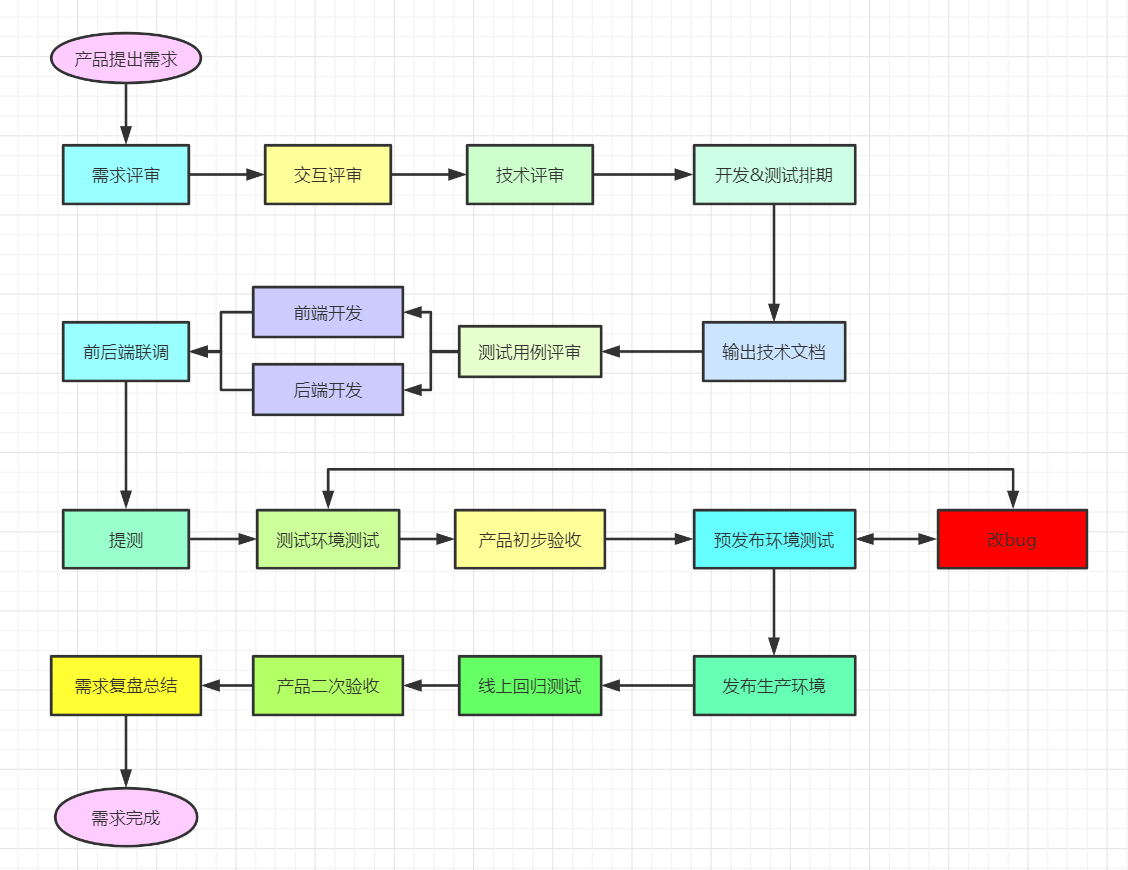 产品提出需求
需求评审
交互评审
技术评审
开发&测试排期
输出技术文档
测试用例评审
前端开发
后端开发
前后端联调
提测
测试环境测试
产品初步验收
预发布环境测试
改bug
发布生产环境
线上回归测试
产品二次验收
需求复盘总结
需求完成